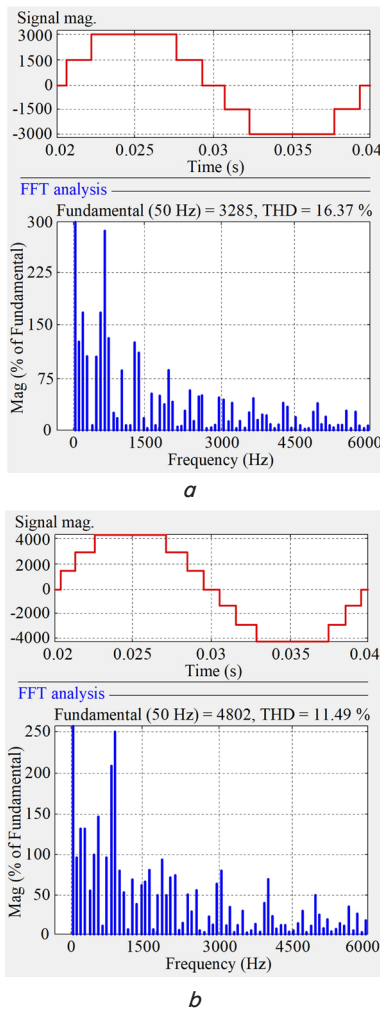 Signal mag.
3000
1500
0
-1500
-3000
0.02
0.025
0.03
0.035
0.04
Time (s)
FFT analysis
Fundamental (50 Hz) = 3285, THD = 16.37 %
Mag (% of Fundamental)
300
225
150
75
0
0
1500
3000
4500
6000
Frequency (Hz)
a
Signal mag.
4000
2000
0
-2000
-4000
0.02
0.025
0.03
0.035
0.04
Time (s)
FFT analysis
Fundamental (50 Hz) = 4802, THD = 11.49 %
Mag (% of Fundamental)
250
200
150
100
50
0
0
1500
3000
4500
6000
Frequency (Hz)
b